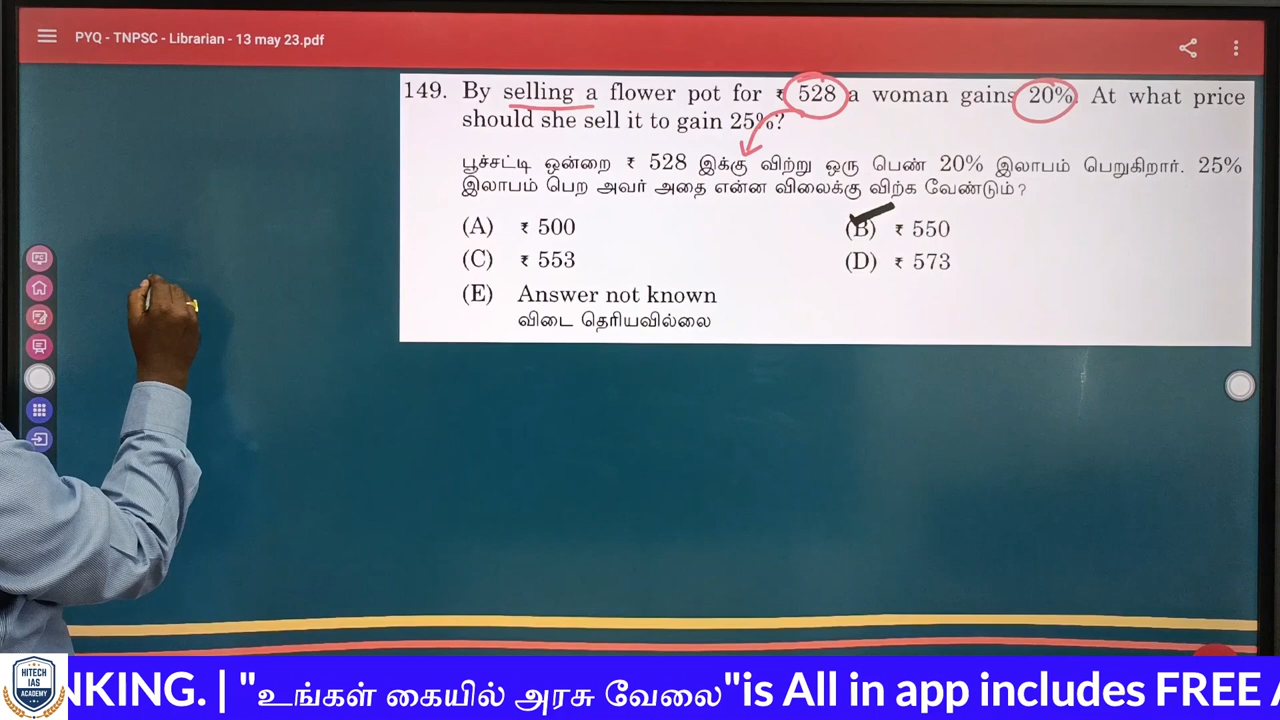 PYQ - TNPSC - Librarian - 13 may 23.pdf
149. By selling a flower pot for ₹ 528 a woman gains 20%. At what price
should she sell it to gain 25%?
பூச்சட்டி ஒன்றை ₹ 528 இக்கு விற்று ஒரு பெண் 20% இலாபம் பெறுகிறார். 25%
இலாபம் பெற அவர் அதை என்ன விலைக்கு விற்க வேண்டும்?
(A) ₹ 500 (B) ₹ 550
(C) ₹ 553 (D) ₹ 573
(E) Answer not known
விடை தெரியவில்லை
HITECH
IAS
ACADEMY
NKING. | "உங்கள் கையில் அரசு வேலை"is All in app includes FREE